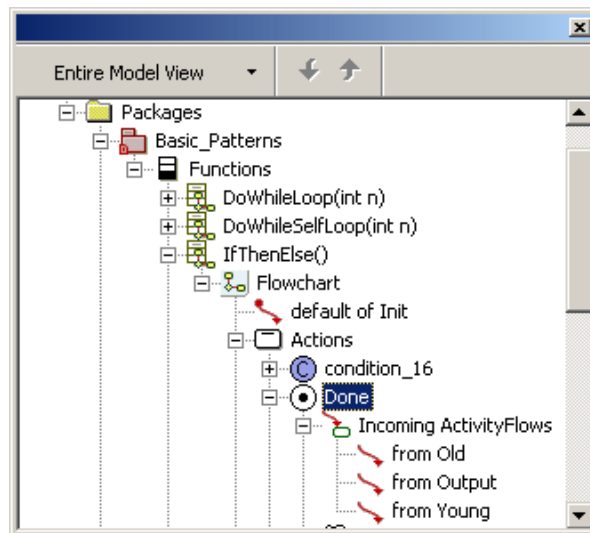 Entire Model View
Packages
Basic_Patterns
Functions
DoWhileLoop(int n)
DoWhileSelfLoop(int n)
IfThenElse()
Flowchart
default of Init
Actions
C condition_16
Done
Incoming ActivityFlows
from Old
from Output
from Young